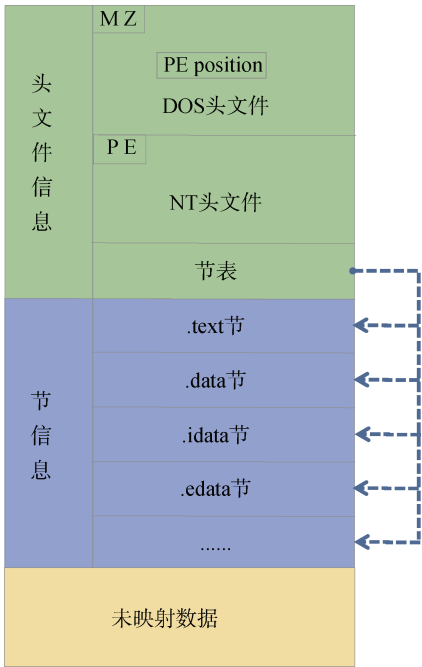 头文件信息
M Z
PE position
DOS头文件
P E
NT头文件
节表
节信息
.text节
.data节
.idata节
.edata节
......
未映射数据